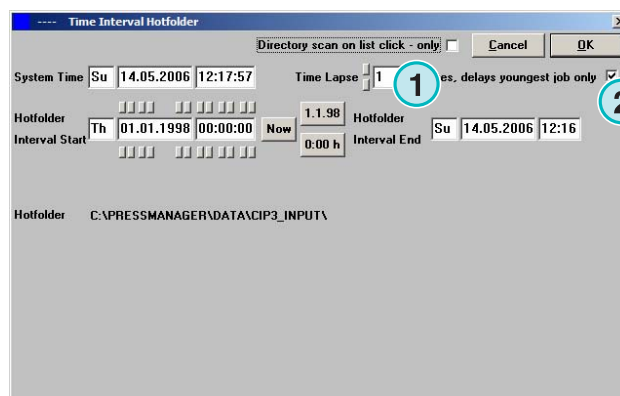 ---- Time Interval Hotfolder
Directory scan on list click - only Cancel OK
System Time Su 14.05.2006 12:17:57 Time Lapse 1 1 es, delays youngest job only 2
Hotfolder Interval Start Th 01.01.1998 00:00:00 Now 1.1.98 0:00 h Hotfolder Interval End Su 14.05.2006 12:16
Hotfolder C:\PRESSMANAGER\DATA\CIP3_INPUT\